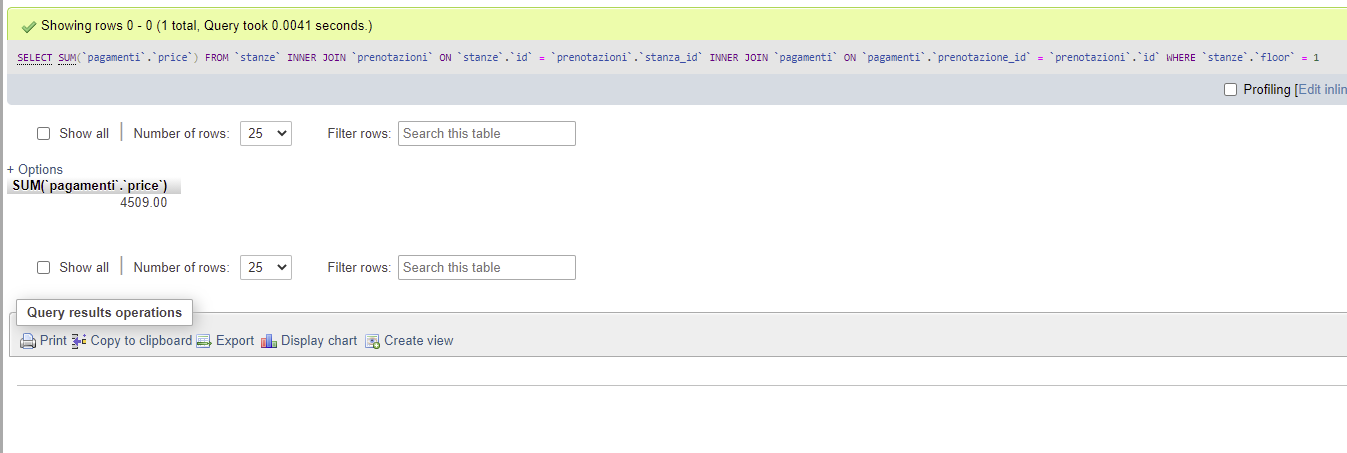 Showing rows 0 - 0 (1 total, Query took 0.0041 seconds.)
SELECT SUM(`pagamenti`.`price`) FROM `stanze` INNER JOIN `prenotazioni` ON `stanze`.`id` = `prenotazioni`.`stanza_id` INNER JOIN `pagamenti` ON `pagamenti`.`prenotazione_id` = `prenotazioni`.`id` WHERE `stanze`.`floor` = 1
Profiling [Edit inlin
Show all | Number of rows: 25 Filter rows: Search this table
+ Options
SUM(`pagamenti`.`price`)
4509.00
Show all | Number of rows: 25 Filter rows: Search this table
Query results operations
Print Copy to clipboard Export Display chart Create view